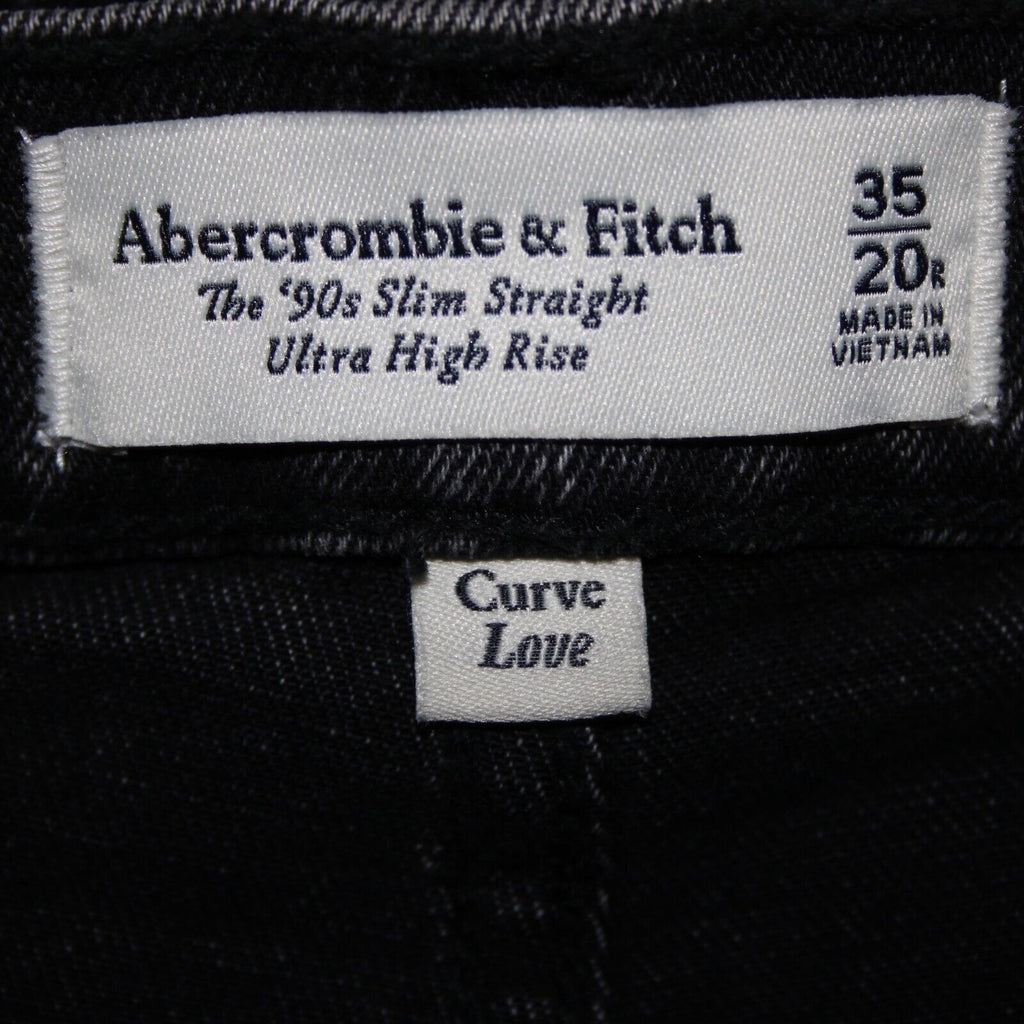 Abercrombie & Fitch
The ‘90s Slim Straight
Ultra High Rise
35
20R
MADE IN
VIETNAM
Curve
Love